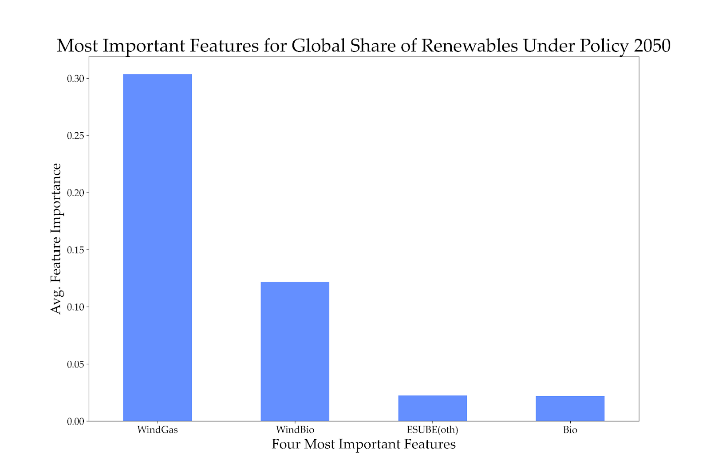 Most Important Features for Global Share of Renewables Under Policy 2050
Avg. Feature Importance
0.30
0.25
0.20
0.15
0.10
0.05
0.00
WindGas WindBio ESUBE(oth) Bio
Four Most Important Features